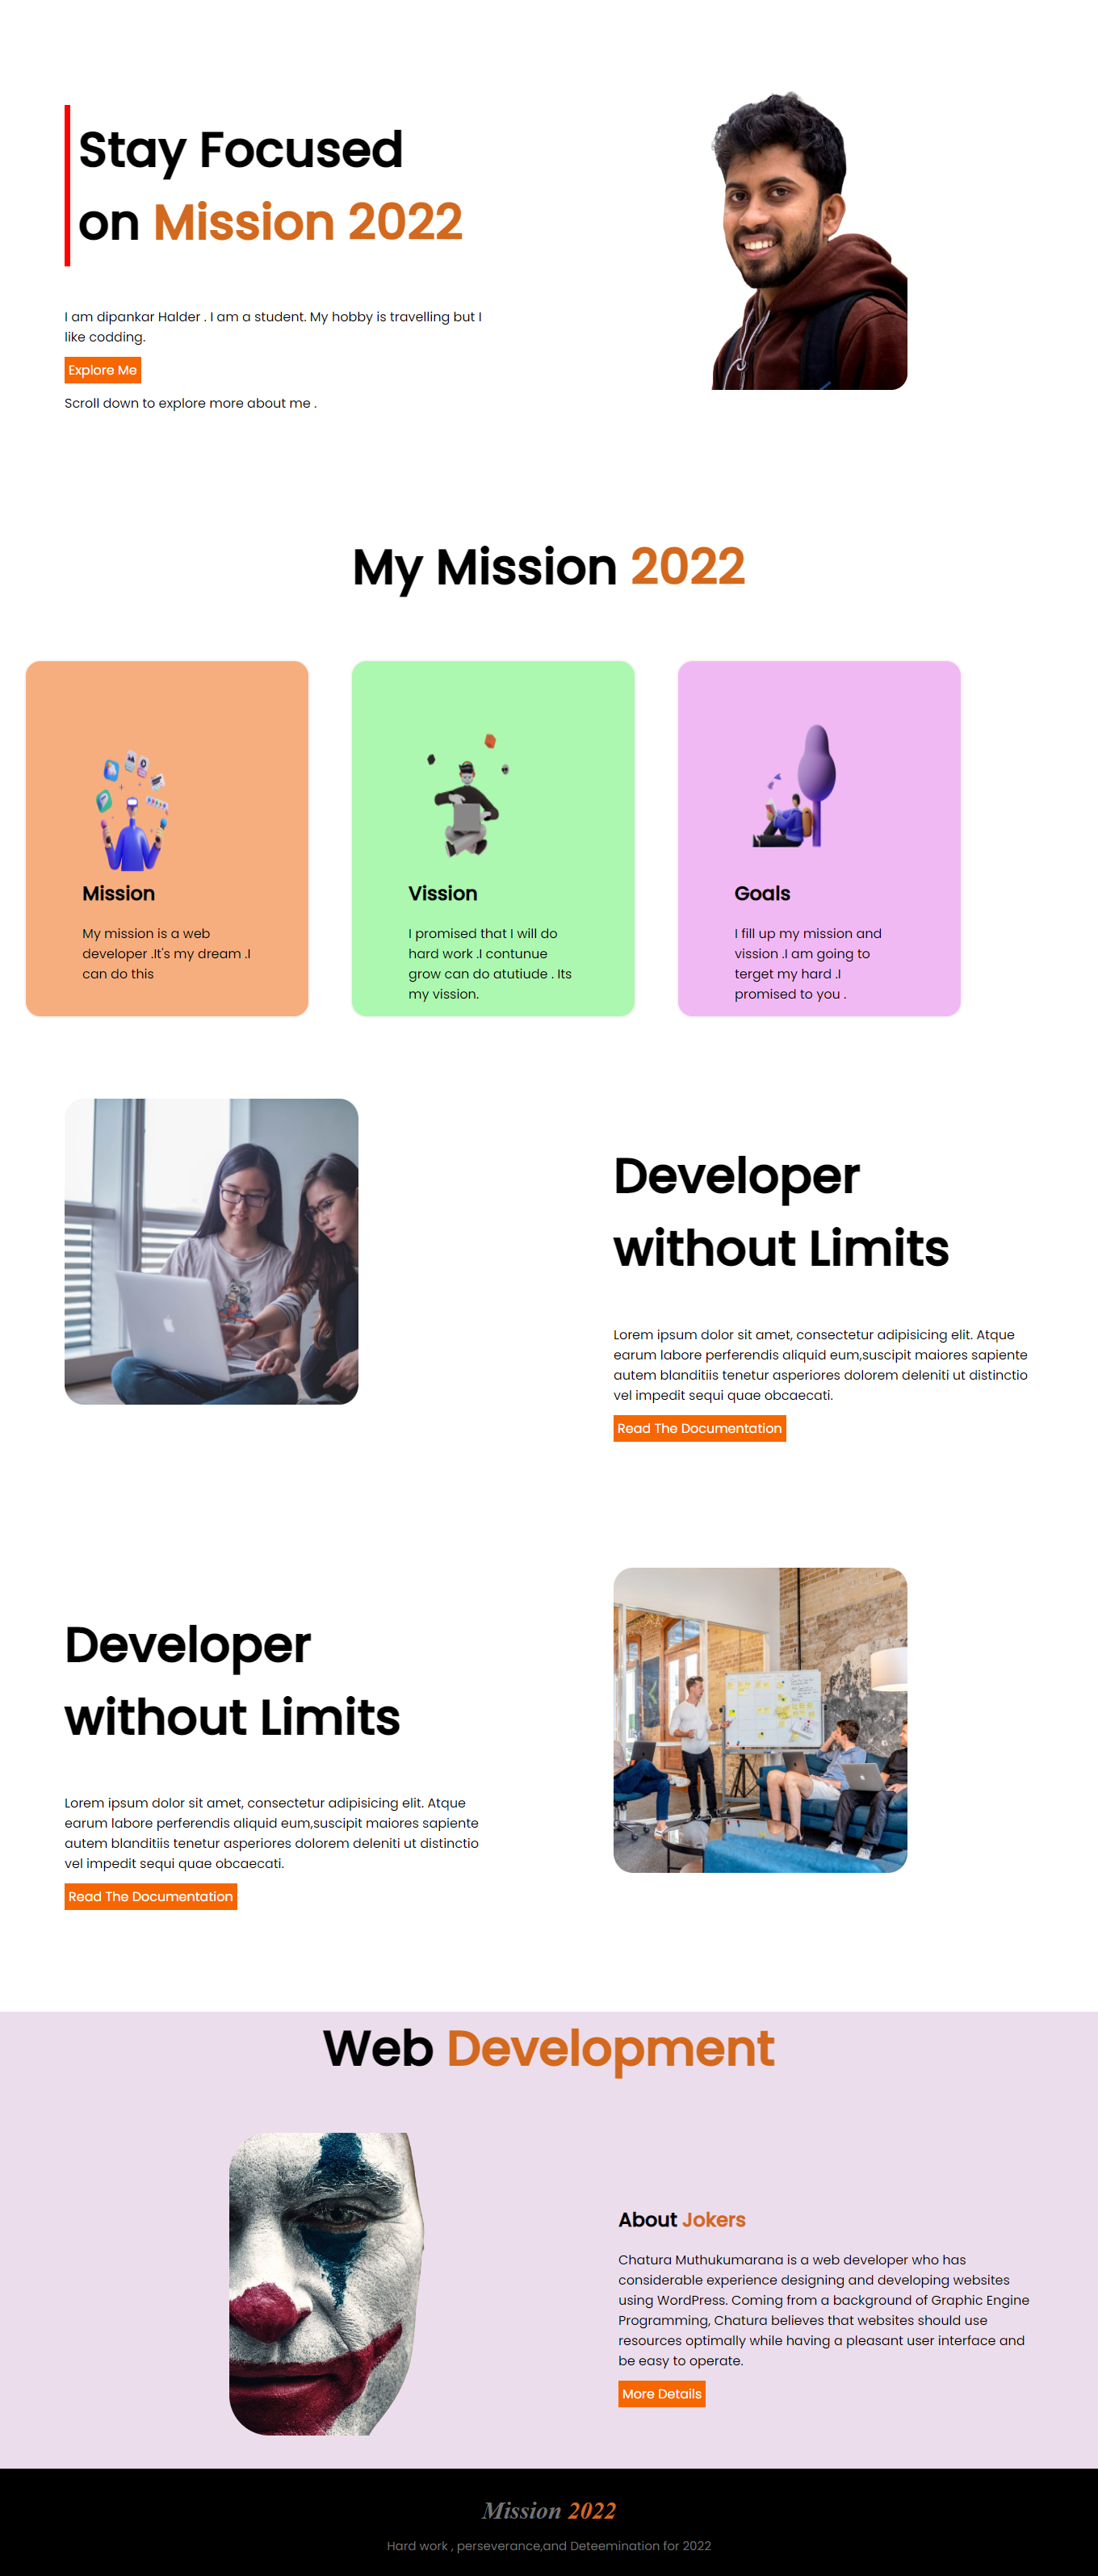 Stay Focused
on Mission 2022
I am dipankar Halder . I am a student. My hobby is travelling but I
like codding.
Explore Me
Scroll down to explore more about me .
My Mission 2022
Mission
My mission is a web
developer .It's my dream .I
can do this
Vission
I promised that I will do
hard work .I contunue
grow can do atutiude . Its
my vission.
Goals
I fill up my mission and
vission .I am going to
terget my hard .I
promised to you .
Developer
without Limits
Lorem ipsum dolor sit amet, consectetur adipisicing elit. Atque
earum labore perferendis aliquid eum,suscipit maiores sapiente
autem blanditiis tenetur asperiores dolorem deleniti ut distinctio
vel impedit sequi quae obcaecati.
Read The Documentation
Developer
without Limits
Lorem ipsum dolor sit amet, consectetur adipisicing elit. Atque
earum labore perferendis aliquid eum,suscipit maiores sapiente
autem blanditiis tenetur asperiores dolorem deleniti ut distinctio
vel impedit sequi quae obcaecati.
Read The Documentation
Web Development
About Jokers
Chatura Muthukumarana is a web developer who has
considerable experience designing and developing websites
using WordPress. Coming from a background of Graphic Engine
Programming, Chatura believes that websites should use
resources optimally while having a pleasant user interface and
be easy to operate.
More Details
Mission 2022
Hard work , perseverance,and Deteemination for 2022